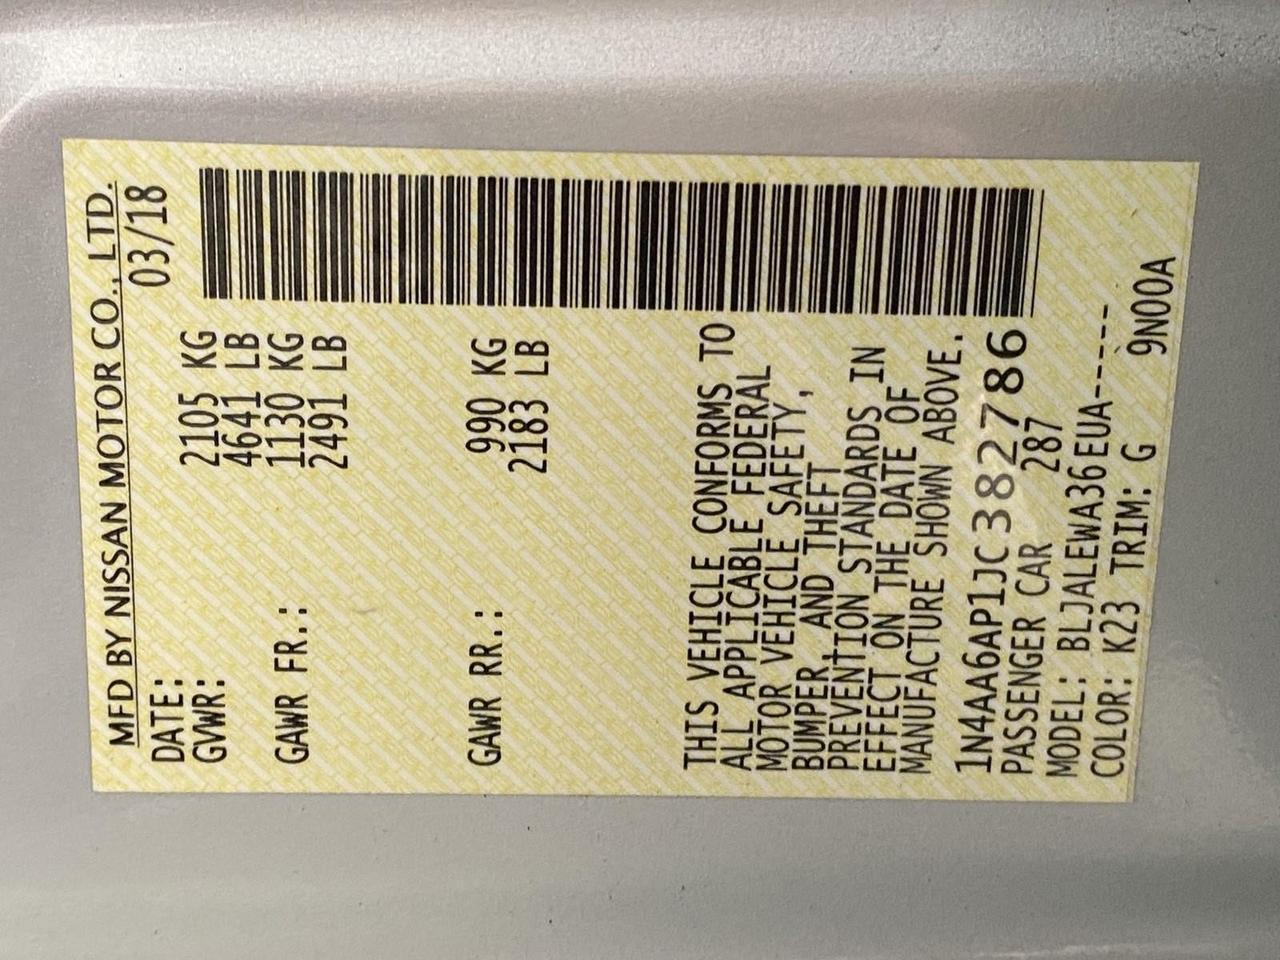 MFD BY NISSAN MOTOR CO., LTD.
DATE: 03/18
GVWR: 2105 KG
4641 LB
GAWR FR.: 1130 KG
2491 LB
GAWR RR.: 990 KG
2183 LB
THIS VEHICLE CONFORMS TO
ALL APPLICABLE FEDERAL
MOTOR VEHICLE SAFETY,
BUMPER, AND THEFT
PREVENTION STANDARDS IN
EFFECT ON THE DATE OF
MANUFACTURE SHOWN ABOVE.
1N4AA6AP1JC382786
PASSENGER CAR 287
MODEL: BLJALEWA36EUA-----
COLOR: K23 TRIM: G 9N00A